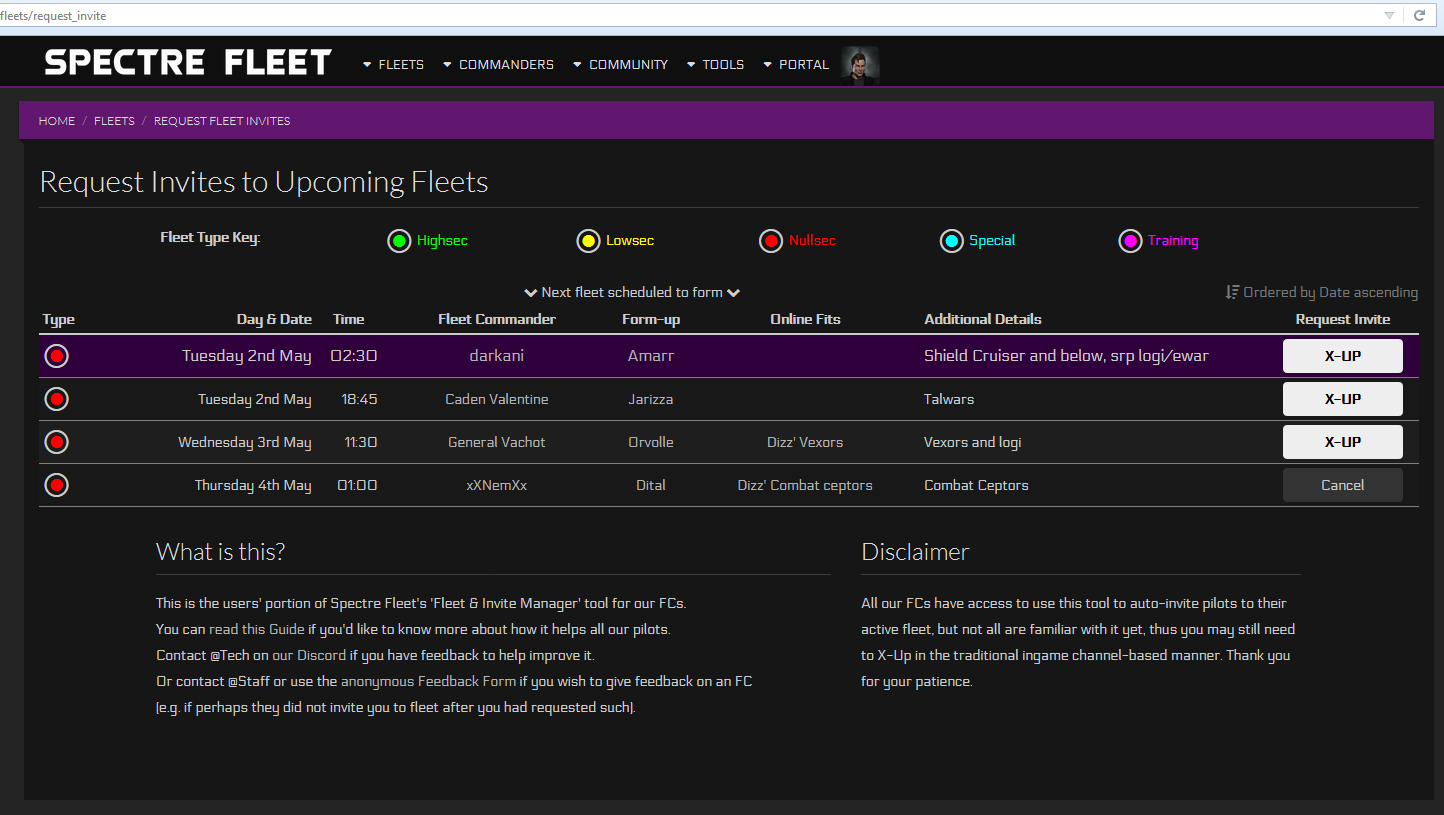 fleets/request_invite
SPECTRE FLEET FLEETS COMMANDERS COMMUNITY TOOLS PORTAL
HOME / FLEETS / REQUEST FLEET INVITES
Request Invites to Upcoming Fleets
Fleet Type Key: Highsec Lowsec Nullsec Special Training
Next fleet scheduled to form Ordered by Date ascending
Type Day & Date Time Fleet Commander Form-up Online Fits Additional Details Request Invite
Tuesday 2nd May 02:30 darkani Amarr Shield Cruiser and below, srp logi/ewar X-UP
Tuesday 2nd May 18:45 Caden Valentine Jarizza Talwars X-UP
Wednesday 3rd May 11:30 General Vachot Orvolle Dizz' Vexors Vexors and logi X-UP
Thursday 4th May 01:00 xXNemXx Dital Dizz' Combat ceptors Combat Ceptors Cancel
What is this?
This is the users' portion of Spectre Fleet's 'Fleet & Invite Manager' tool for our FCs.
You can read this Guide if you'd like to know more about how it helps all our pilots.
Contact @Tech on our Discord if you have feedback to help improve it.
Or contact @Staff or use the anonymous Feedback Form if you wish to give feedback on an FC
(e.g. if perhaps they did not invite you to fleet after you had requested such).
Disclaimer
All our FCs have access to use this tool to auto-invite pilots to their
active fleet, but not all are familiar with it yet, thus you may still need
to X-Up in the traditional ingame channel-based manner. Thank you
for your patience.